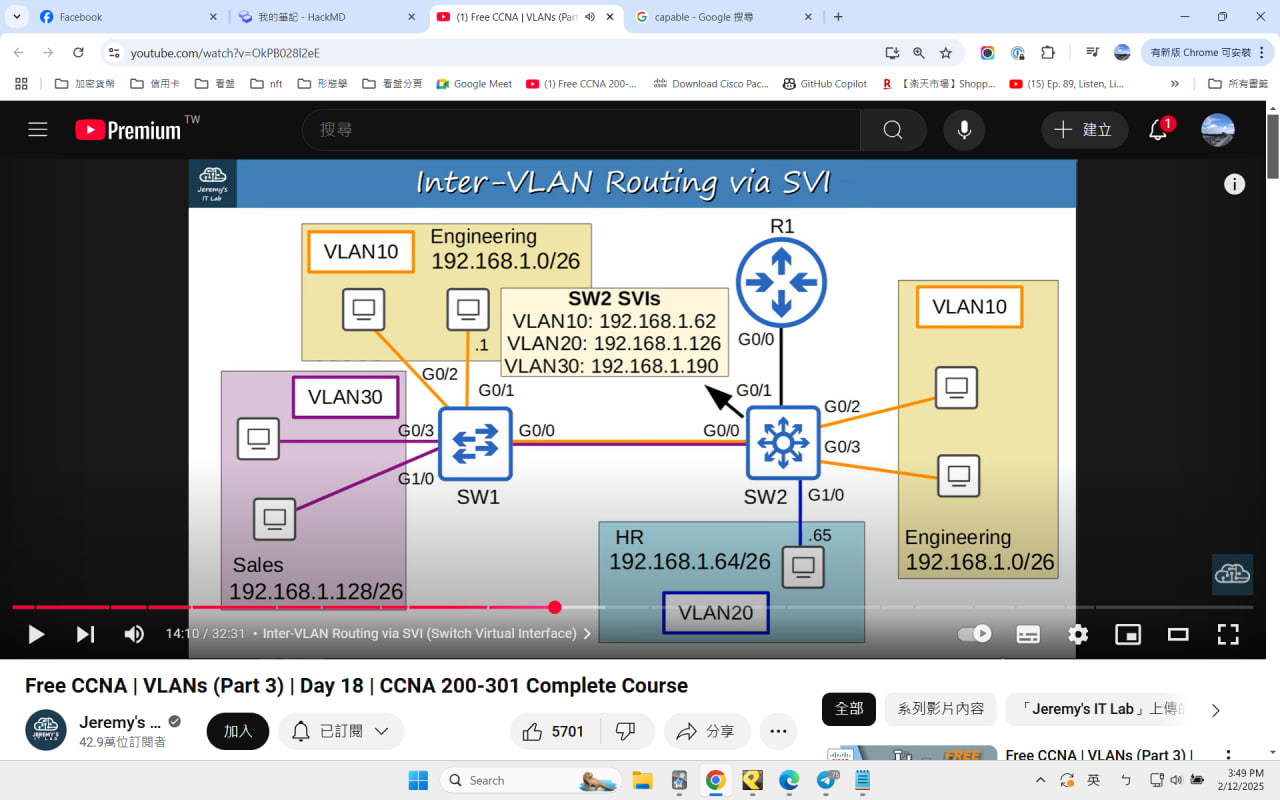 Facebook
我的筆記 - HackMD
(1) Free CCNA | VLANs (Part
capable - Google 搜尋
youtube.com/watch?v=OkPB028l2eE
有新版 Chrome 可安裝
加密貨幣
信用卡
看盤
nft
形態學
看盤分頁
Google Meet
(1) Free CCNA 200-...
Download Cisco Pac...
GitHub Copilot
【楽天市場】Shopp...
(15) Ep. 89, Listen, Li...
所有書籤
Premium TW
搜尋
建立
1
Jeremy's
IT Lab
Inter-VLAN Routing via SVI
VLAN10
Engineering
192.168.1.0/26
.1
G0/2
G0/1
SW2 SVIs
VLAN10: 192.168.1.62
VLAN20: 192.168.1.126
VLAN30: 192.168.1.190
R1
G0/0
G0/1
VLAN10
G0/2
G0/3
Engineering
192.168.1.0/26
VLAN30
G0/3
G1/0
Sales
192.168.1.128/26
SW1
G0/0
G0/0
SW2
G1/0
HR
192.168.1.64/26
.65
VLAN20
14:10 / 32:31 • Inter-VLAN Routing via SVI (Switch Virtual Interface)
Free CCNA | VLANs (Part 3) | Day 18 | CCNA 200-301 Complete Course
Jeremy's ...
42.9萬位訂閱者
加入
已訂閱
5701
分享
全部
系列影片內容
「Jeremy's IT Lab」上傳的
FREE
Free CCNA | VLANs (Part 3) |
Search
75
英
3:49 PM
2/12/2025